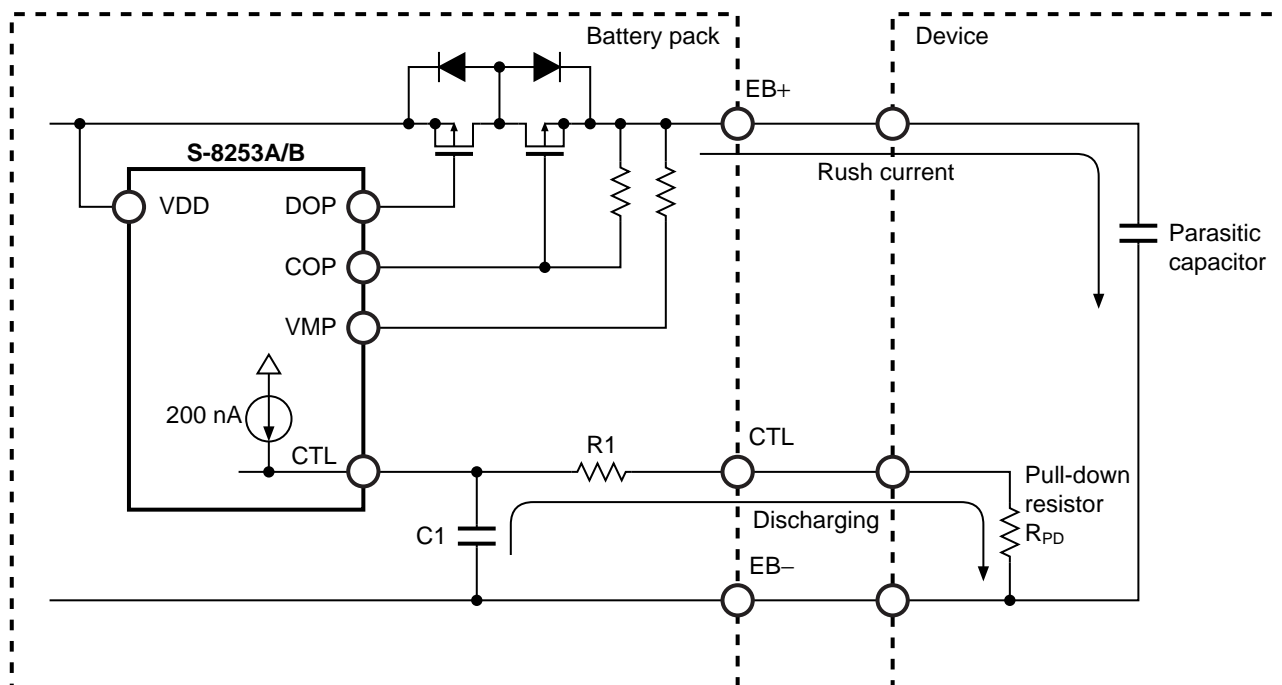 Battery pack
Device
EB+
S-8253A/B
Rush current
VDD
DOP
COP
VMP
Parasitic
capacitor
200 nA
CTL
R1
CTL
Pull-down
resistor
RPD
C1
Discharging
EB−